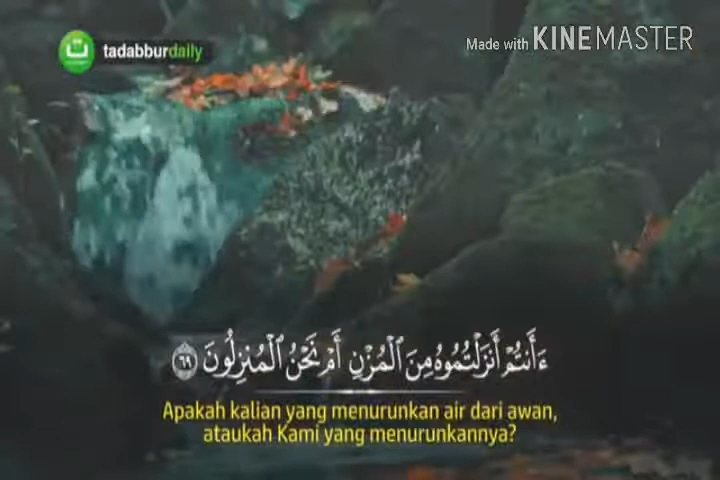 tadabburdaily
Made with KINEMASTER
ءَأَنتُمْ أَنزَلْتُمُوهُ مِنَ ٱلْمُزْنِ أَمْ نَحْنُ ٱلْمُنزِلُونَ ٦٩
Apakah kalian yang menurunkan air dari awan,
ataukah Kami yang menurunkannya?